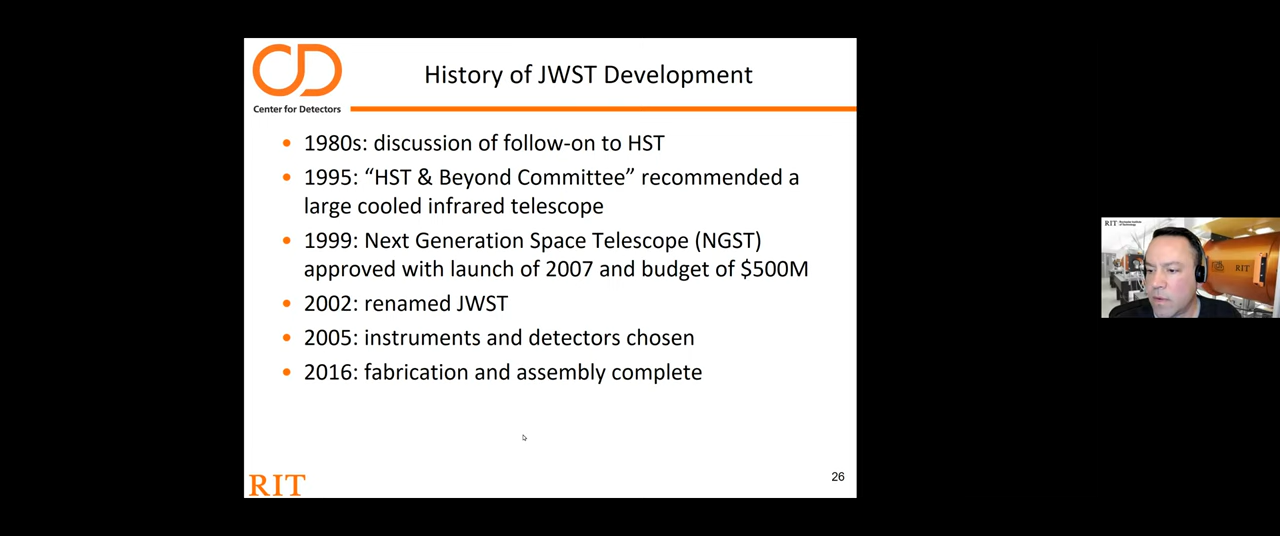 Center for Detectors
History of JWST Development
• 1980s: discussion of follow-on to HST
• 1995: “HST & Beyond Committee” recommended a
large cooled infrared telescope
• 1999: Next Generation Space Telescope (NGST)
approved with launch of 2007 and budget of $500M
• 2002: renamed JWST
• 2005: instruments and detectors chosen
• 2016: fabrication and assembly complete
RIT
26
RIT
RIT